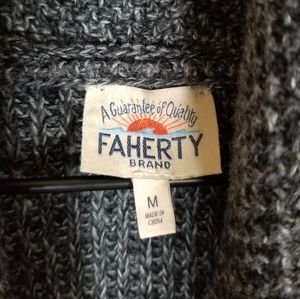 A Guarantee of Quality
FAHERTY
BRAND
M
MADE IN
CHINA